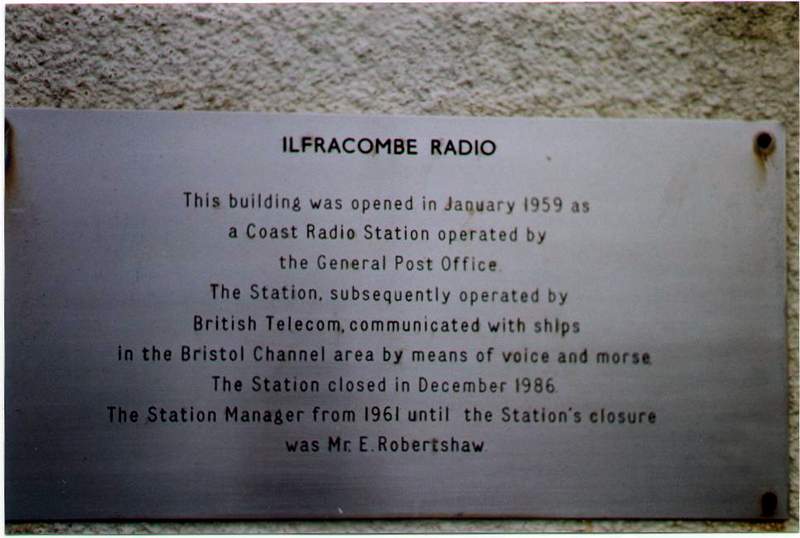 ILFRACOMBE RADIO
This building was opened in January 1959 as
a Coast Radio Station operated by
the General Post Office.
The Station, subsequently operated by
British Telecom, communicated with ships
in the Bristol Channel area by means of voice and morse.
The Station closed in December 1986.
The Station Manager from 1961 until the Station's closure
was Mr. E. Robertshaw.